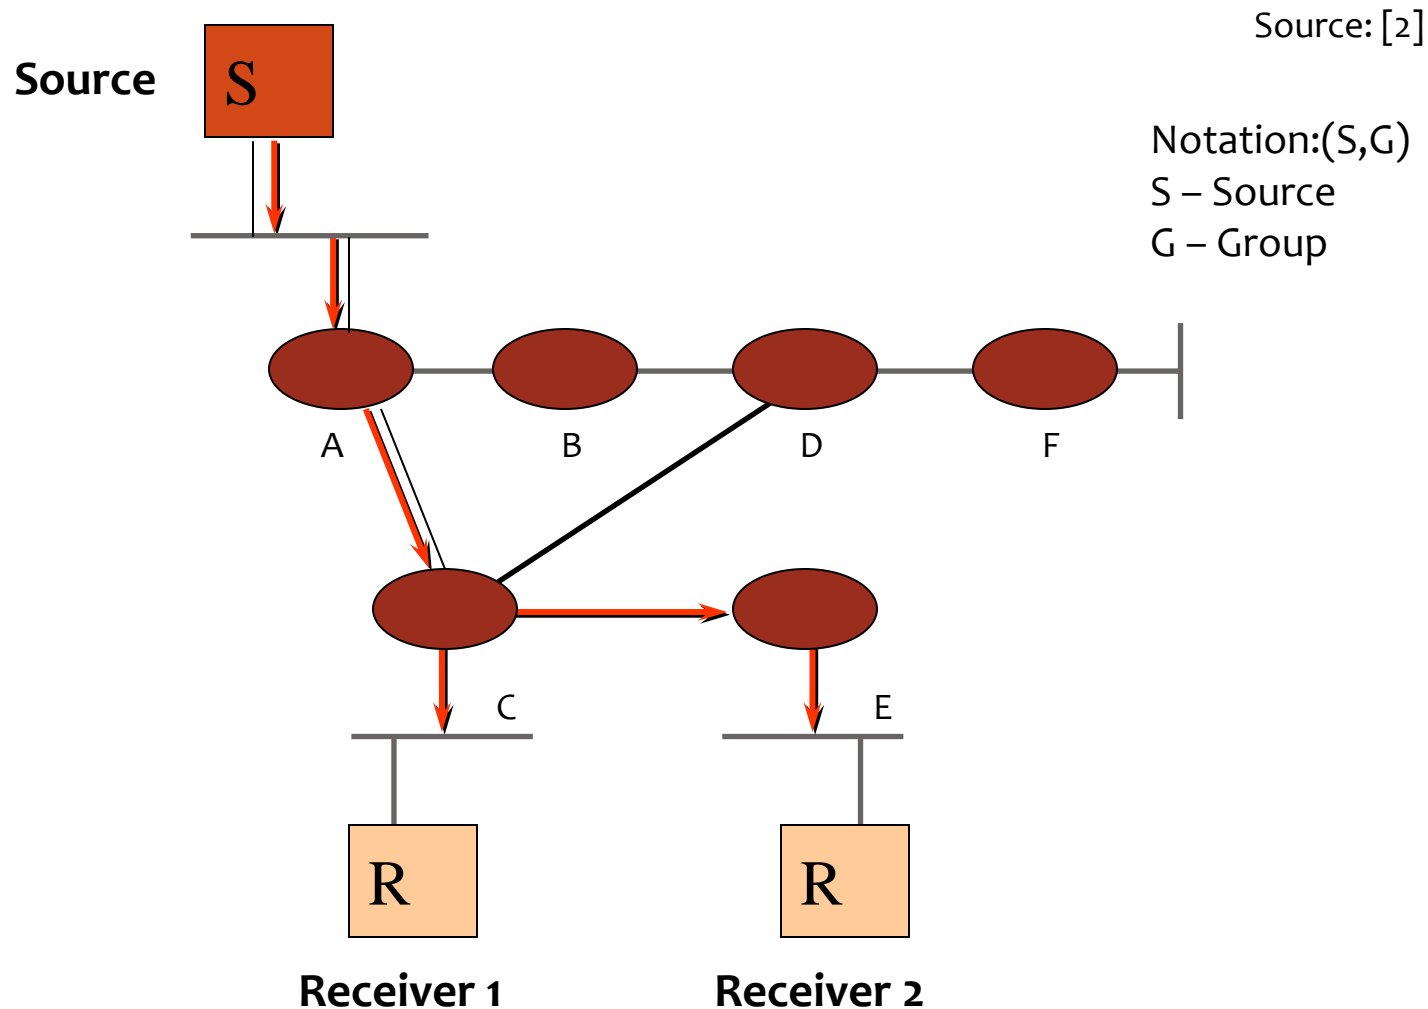 Source: [2]
Source
S
Notation:(S,G)
S – Source
G – Group
A
B
D
F
C
E
R
R
Receiver 1
Receiver 2